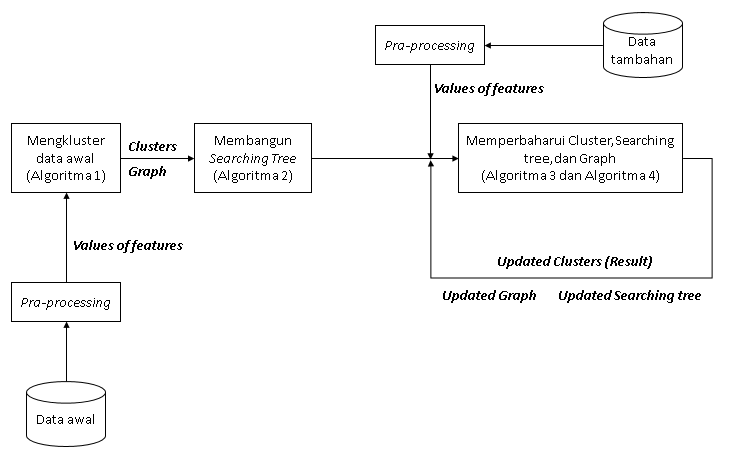 Pra-processing
Data
tambahan
Values of features
Mengkluster
data awal
(Algoritma 1)
Clusters
Graph
Membangun
Searching Tree
(Algoritma 2)
Memperbaharui Cluster,Searching
tree,dan Graph
(Algoritma 3 dan Algoritma 4)
Values of features
Updated Clusters (Result)
Updated Graph
Updated Searching tree
Pra-processing
Data awal